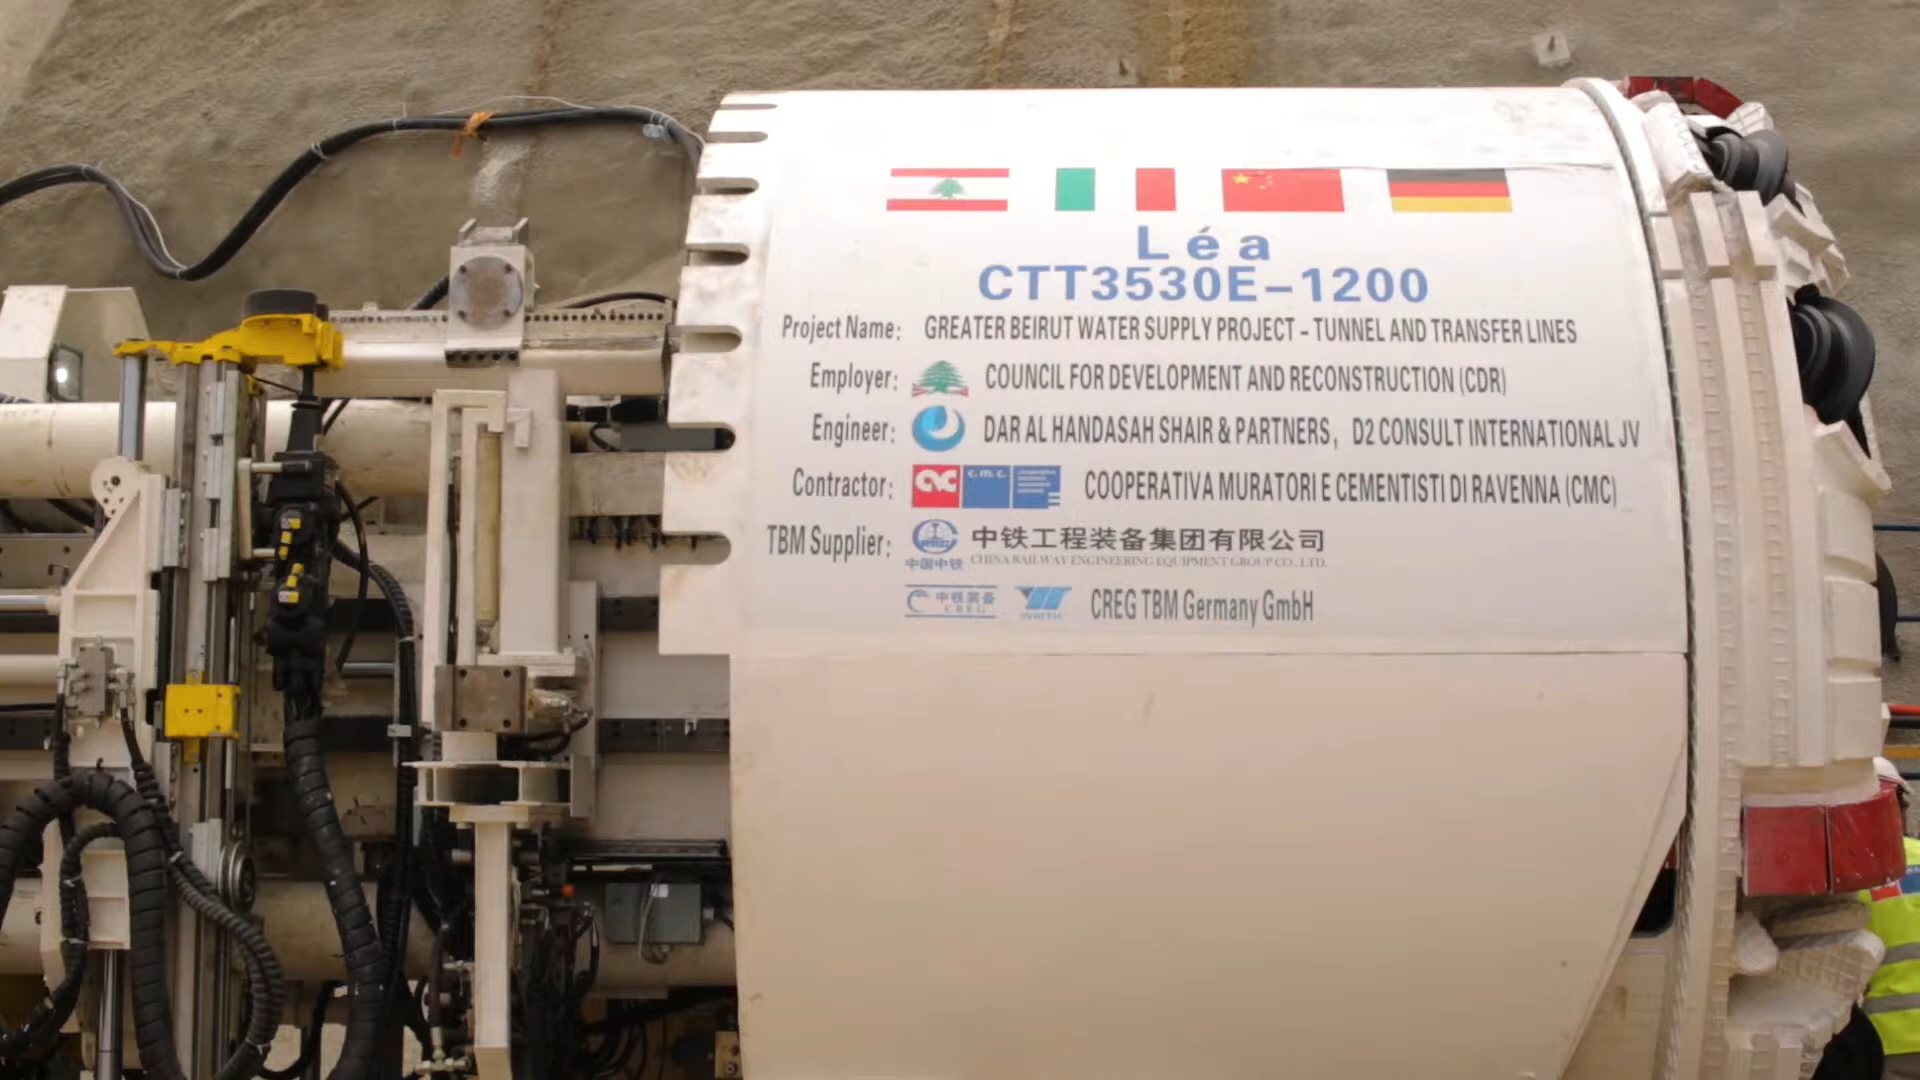 Léa
CTT3530E-1200
Project Name: GREATER BEIRUT WATER SUPPLY PROJECT - TUNNEL AND TRANSFER LINES
Employer: COUNCIL FOR DEVELOPMENT AND RECONSTRUCTION (CDR)
Engineer: DAR AL HANDASAH SHAIR & PARTNERS, D2 CONSULT INTERNATIONAL JV
Contractor: c.m.c. COOPERATIVA MURATORI E CEMENTISTI DI RAVENNA (CMC)
TBM Supplier: 中铁工程装备集团有限公司
中国中铁 CHINA RAILWAY ENGINEERING EQUIPMENT GROUP CO., LTD.
中铁装备 CREG WIRTH CREG TBM Germany GmbH